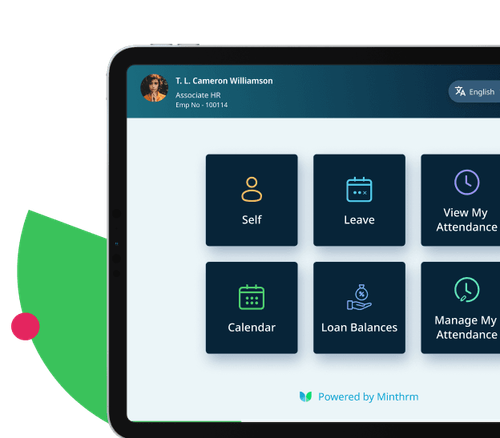 T. L. Cameron Williamson
Associate HR
Emp No - 100114
English
Self
Leave
View My
Attendance
Calendar
Loan Balances
Manage My
Attendance
Powered by Minthrm